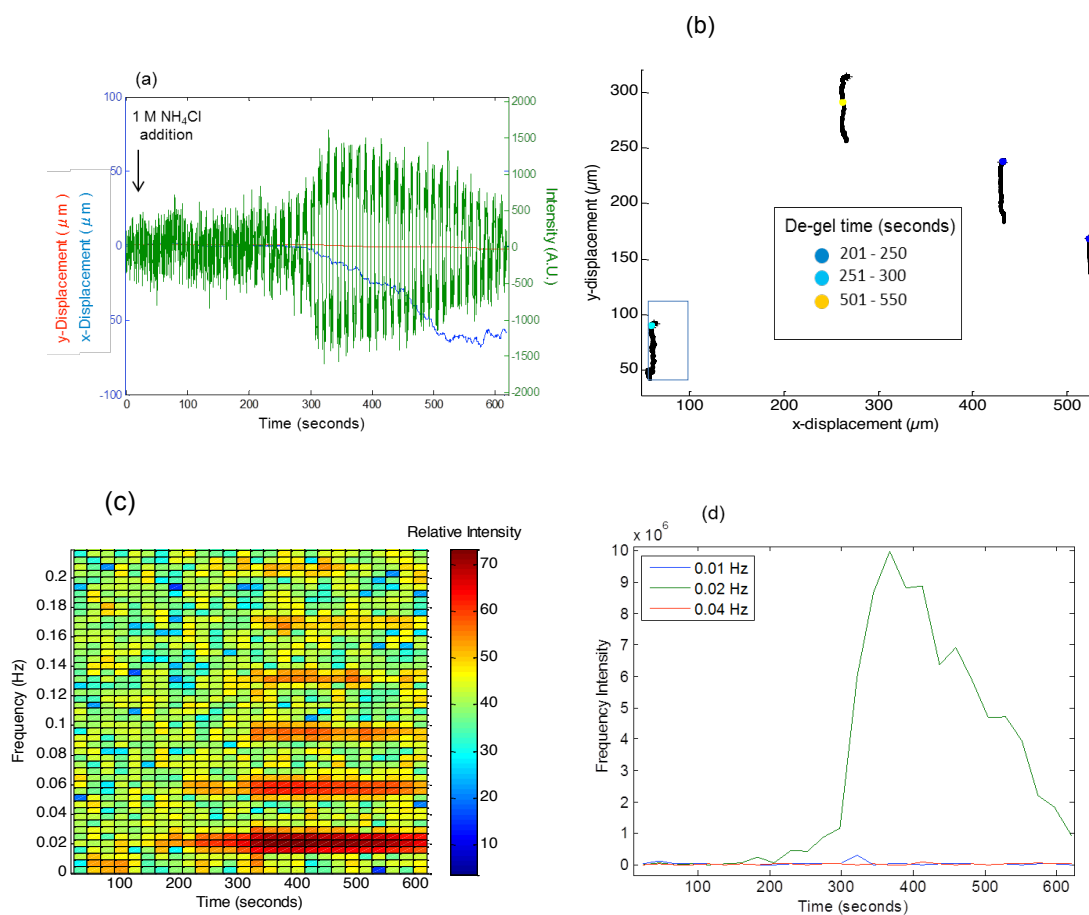 (a)
1 M NH₄Cl
addition
y-Displacement (μm)
x-Displacement (μm)
100
50
0
50
-100
2000
1500
1000
500
0
-500
-1000
-1500
-2000
Intensity (A.U.)
0 100 200 300 400 500 600
Time (seconds)
(b)
y-displacement (μm)
300
250
200
150
100
50
De-gel time (seconds)
201 - 250
251 - 300
501 - 550
100 200 300 400 500
x-displacement (μm)
(c)
Relative Intensity
Frequency (Hz)
0.2
0.16
0.12
0.1
0.08
0.06
0.04
0.02
0
70
60
50
40
30
20
10
100 200 300 400 500 600
Time (seconds)
(d)
x 10⁶
Frequency Intensity
10
9
8
7
6
5
4
3
2
1
0
0.01 Hz
0.02 Hz
0.04 Hz
100 200 300 400 500 600
Time (seconds)